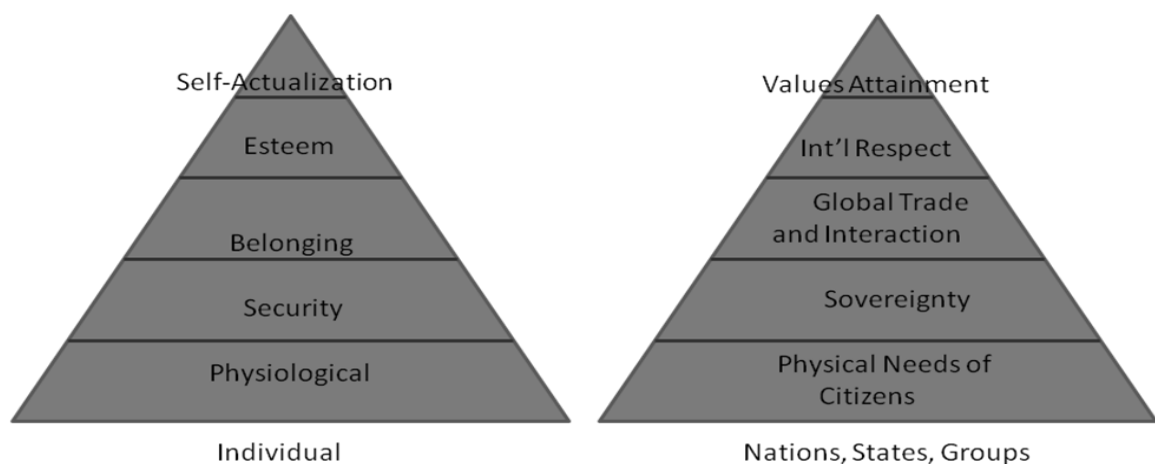 Self-Actualization
Esteem
Belonging
Security
Physiological
Individual
Values Attainment
Int’l Respect
Global Trade
and Interaction
Sovereignty
Physical Needs of
Citizens
Nations, States, Groups